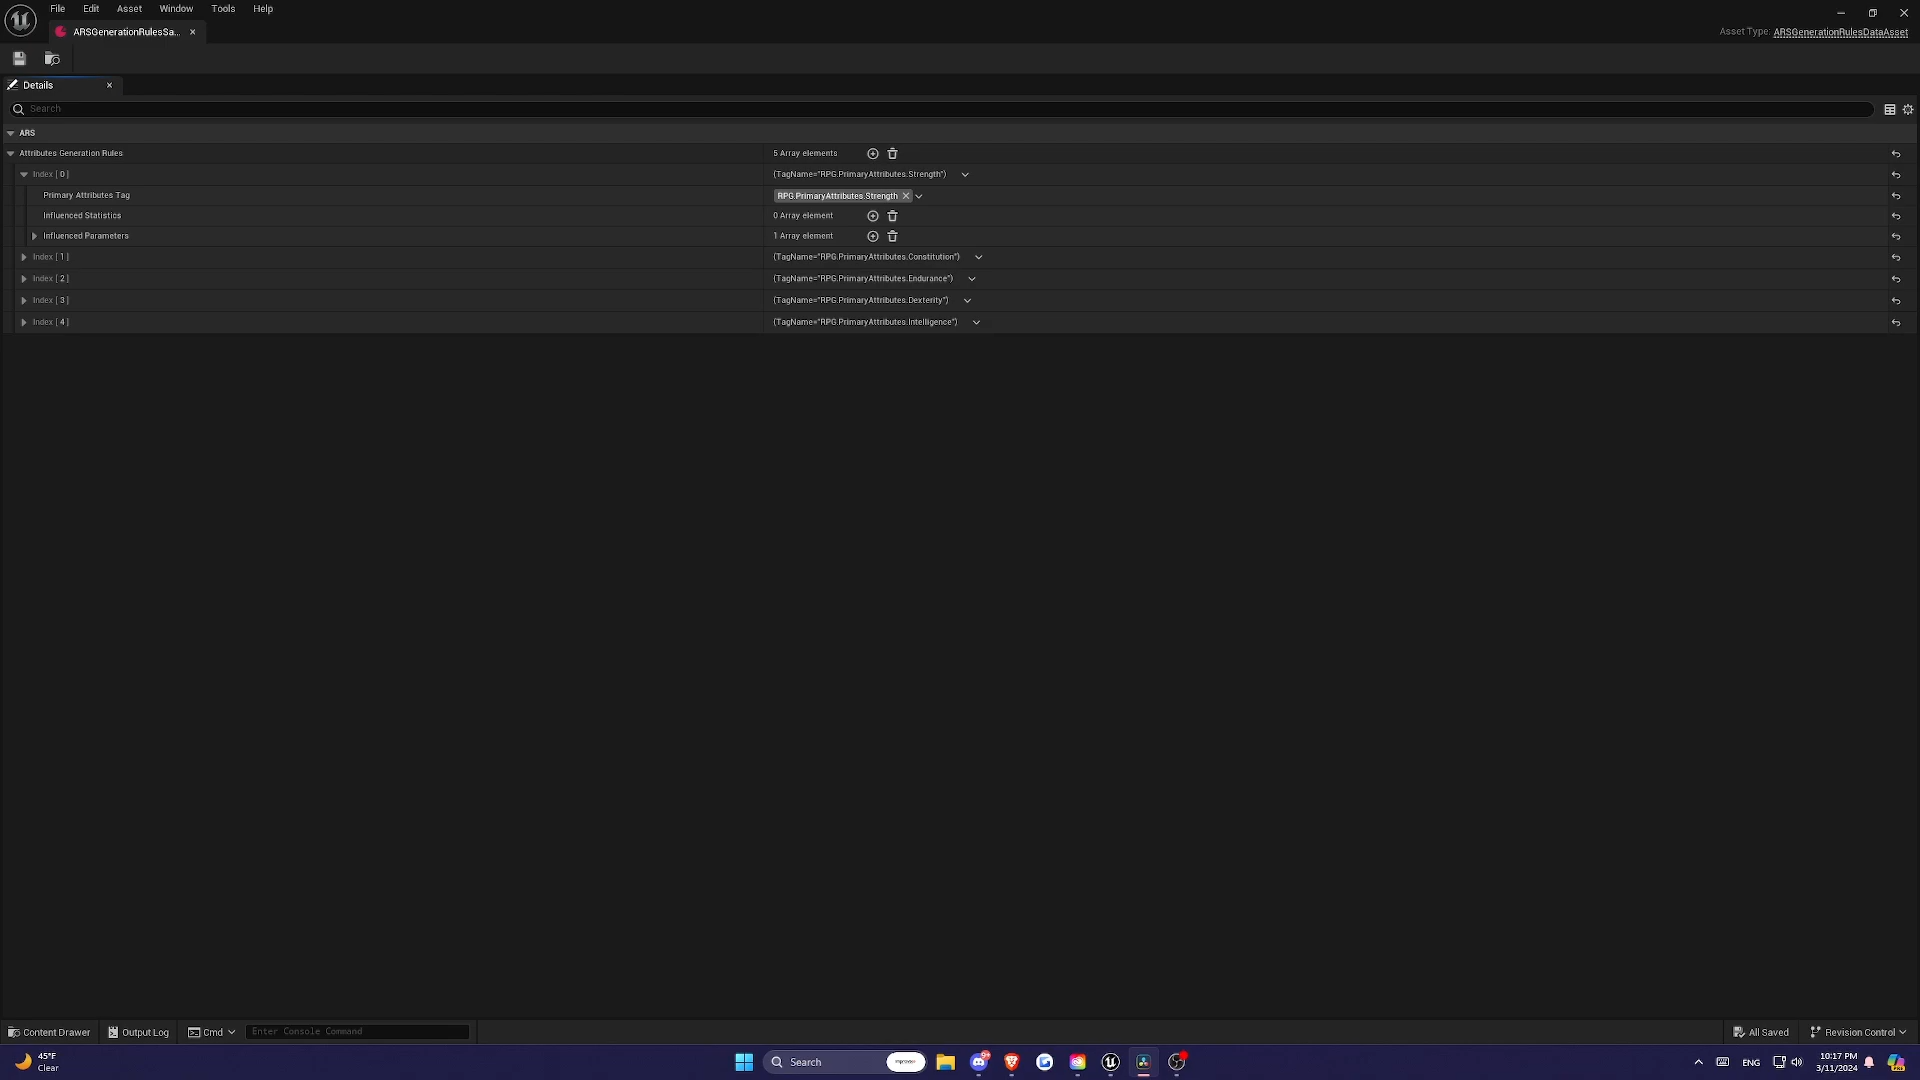 File Edit Asset Window Tools Help
ARSGenerationRulesSa...
Asset Type: ARSGenerationRulesDataAsset
Details
Search
ARS
Attributes Generation Rules 5 Array elements
Index [ 0 ] (TagName="RPG.PrimaryAttributes.Strength")
Primary Attributes Tag RPG.PrimaryAttributes.Strength
Influenced Statistics 0 Array element
Influenced Parameters 1 Array element
Index [ 1 ] (TagName="RPG.PrimaryAttributes.Constitution")
Index [ 2 ] (TagName="RPG.PrimaryAttributes.Endurance")
Index [ 3 ] (TagName="RPG.PrimaryAttributes.Dexterity")
Index [ 4 ] (TagName="RPG.PrimaryAttributes.Intelligence")
Content Drawer Output Log Cmd Enter Console Command All Saved Revision Control
45°F
Clear
Search
9+
ENG
10:17 PM
3/11/2024